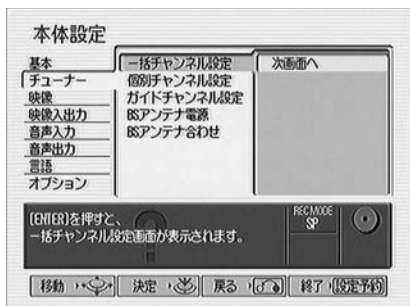 本体設定
基本
チューナー
映像
映像入出力
音声入力
音声出力
言語
オプション
一括チャンネル設定
個別チャンネル設定
ガイドチャンネル設定
BSアンテナ電源
BSアンテナ合わせ
次画面へ
[ENTER]を押すと、
一括チャンネル設定画面が表示されます。
REC MODE
SP
移動 決定 戻る 終了 設定予約